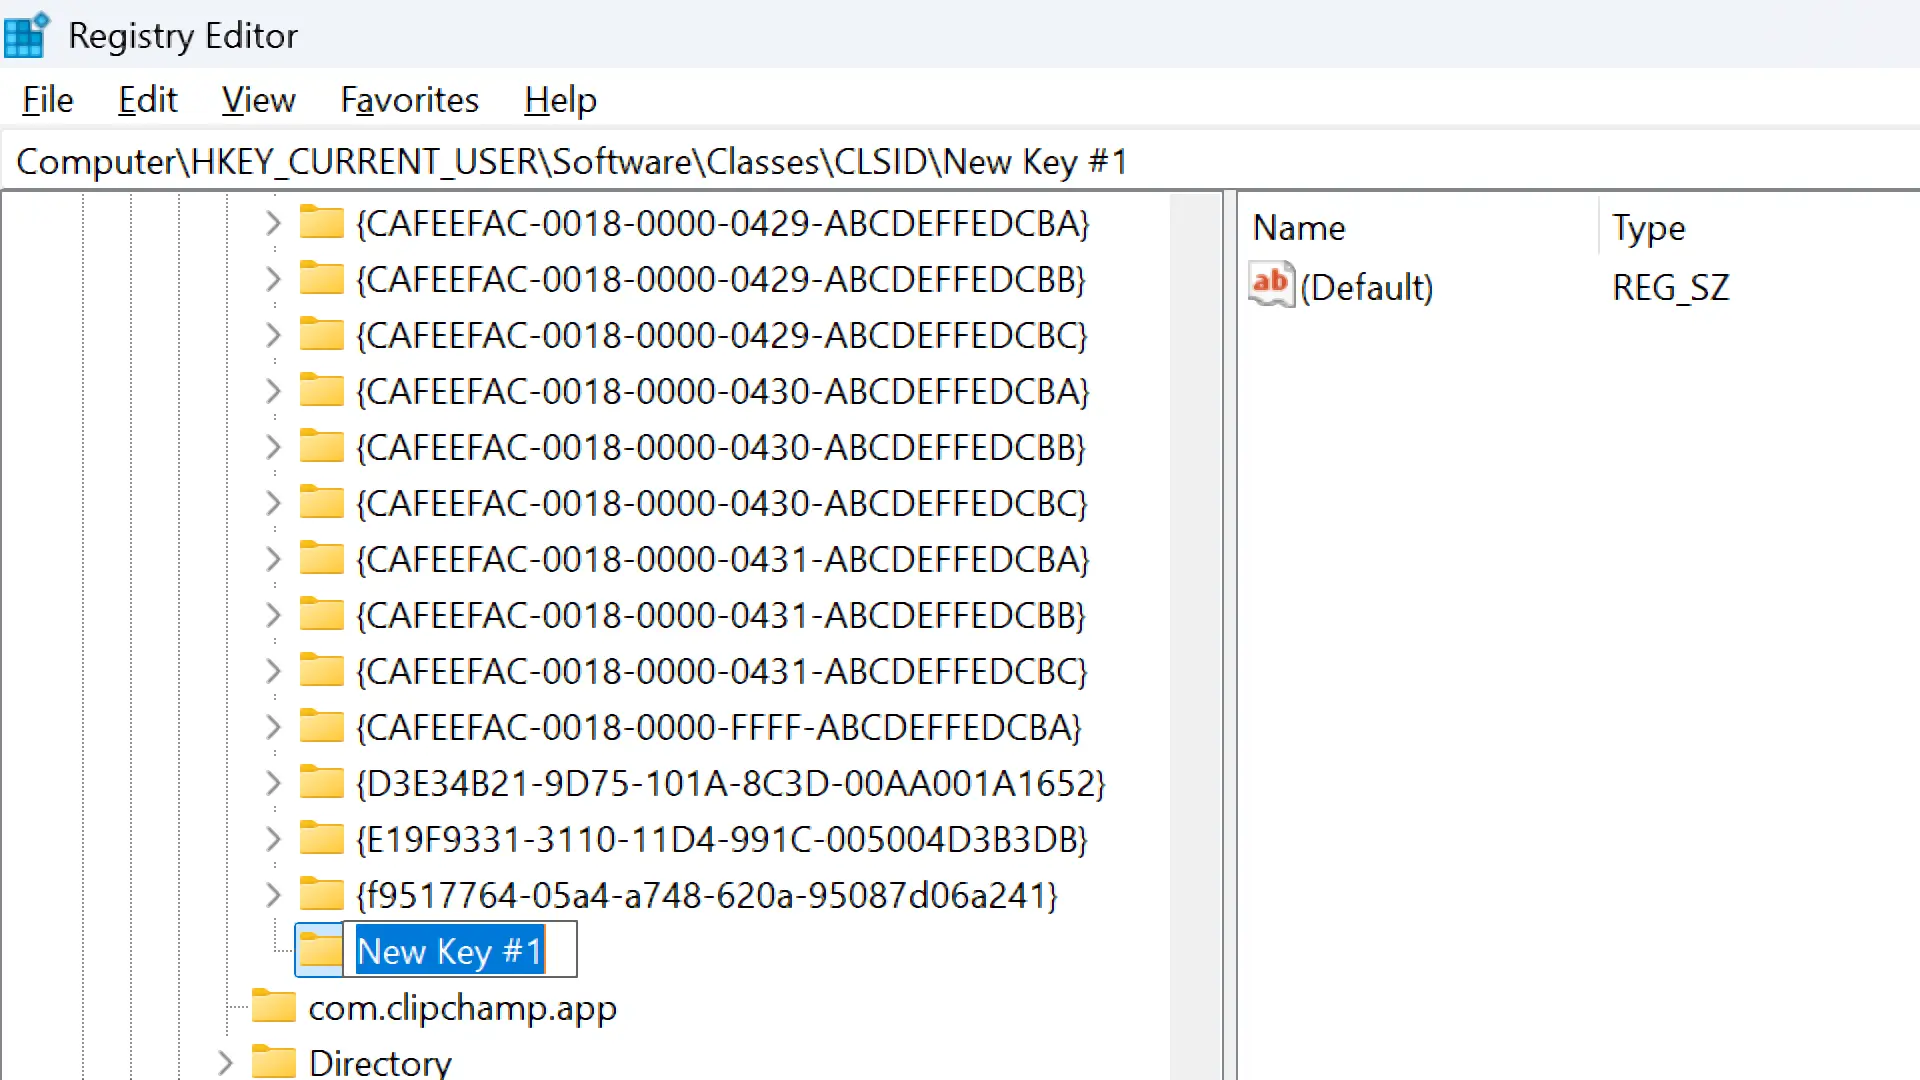 Registry Editor
File Edit View Favorites Help
Computer\HKEY_CURRENT_USER\Software\Classes\CLSID\New Key #1
{CAFEEFAC-0018-0000-0429-ABCDEFFEDCBA}
{CAFEEFAC-0018-0000-0429-ABCDEFFEDCBB}
{CAFEEFAC-0018-0000-0429-ABCDEFFEDCBC}
{CAFEEFAC-0018-0000-0430-ABCDEFFEDCBA}
{CAFEEFAC-0018-0000-0430-ABCDEFFEDCBB}
{CAFEEFAC-0018-0000-0430-ABCDEFFEDCBC}
{CAFEEFAC-0018-0000-0431-ABCDEFFEDCBA}
{CAFEEFAC-0018-0000-0431-ABCDEFFEDCBB}
{CAFEEFAC-0018-0000-0431-ABCDEFFEDCBC}
{CAFEEFAC-0018-0000-FFFF-ABCDEFFEDCBA}
{D3E34B21-9D75-101A-8C3D-00AA001A1652}
{E19F9331-3110-11D4-991C-005004D3B3DB}
{f9517764-05a4-a748-620a-95087d06a241}
New Key #1
com.clipchamp.app
Directory
Name Type
ab (Default) REG_SZ